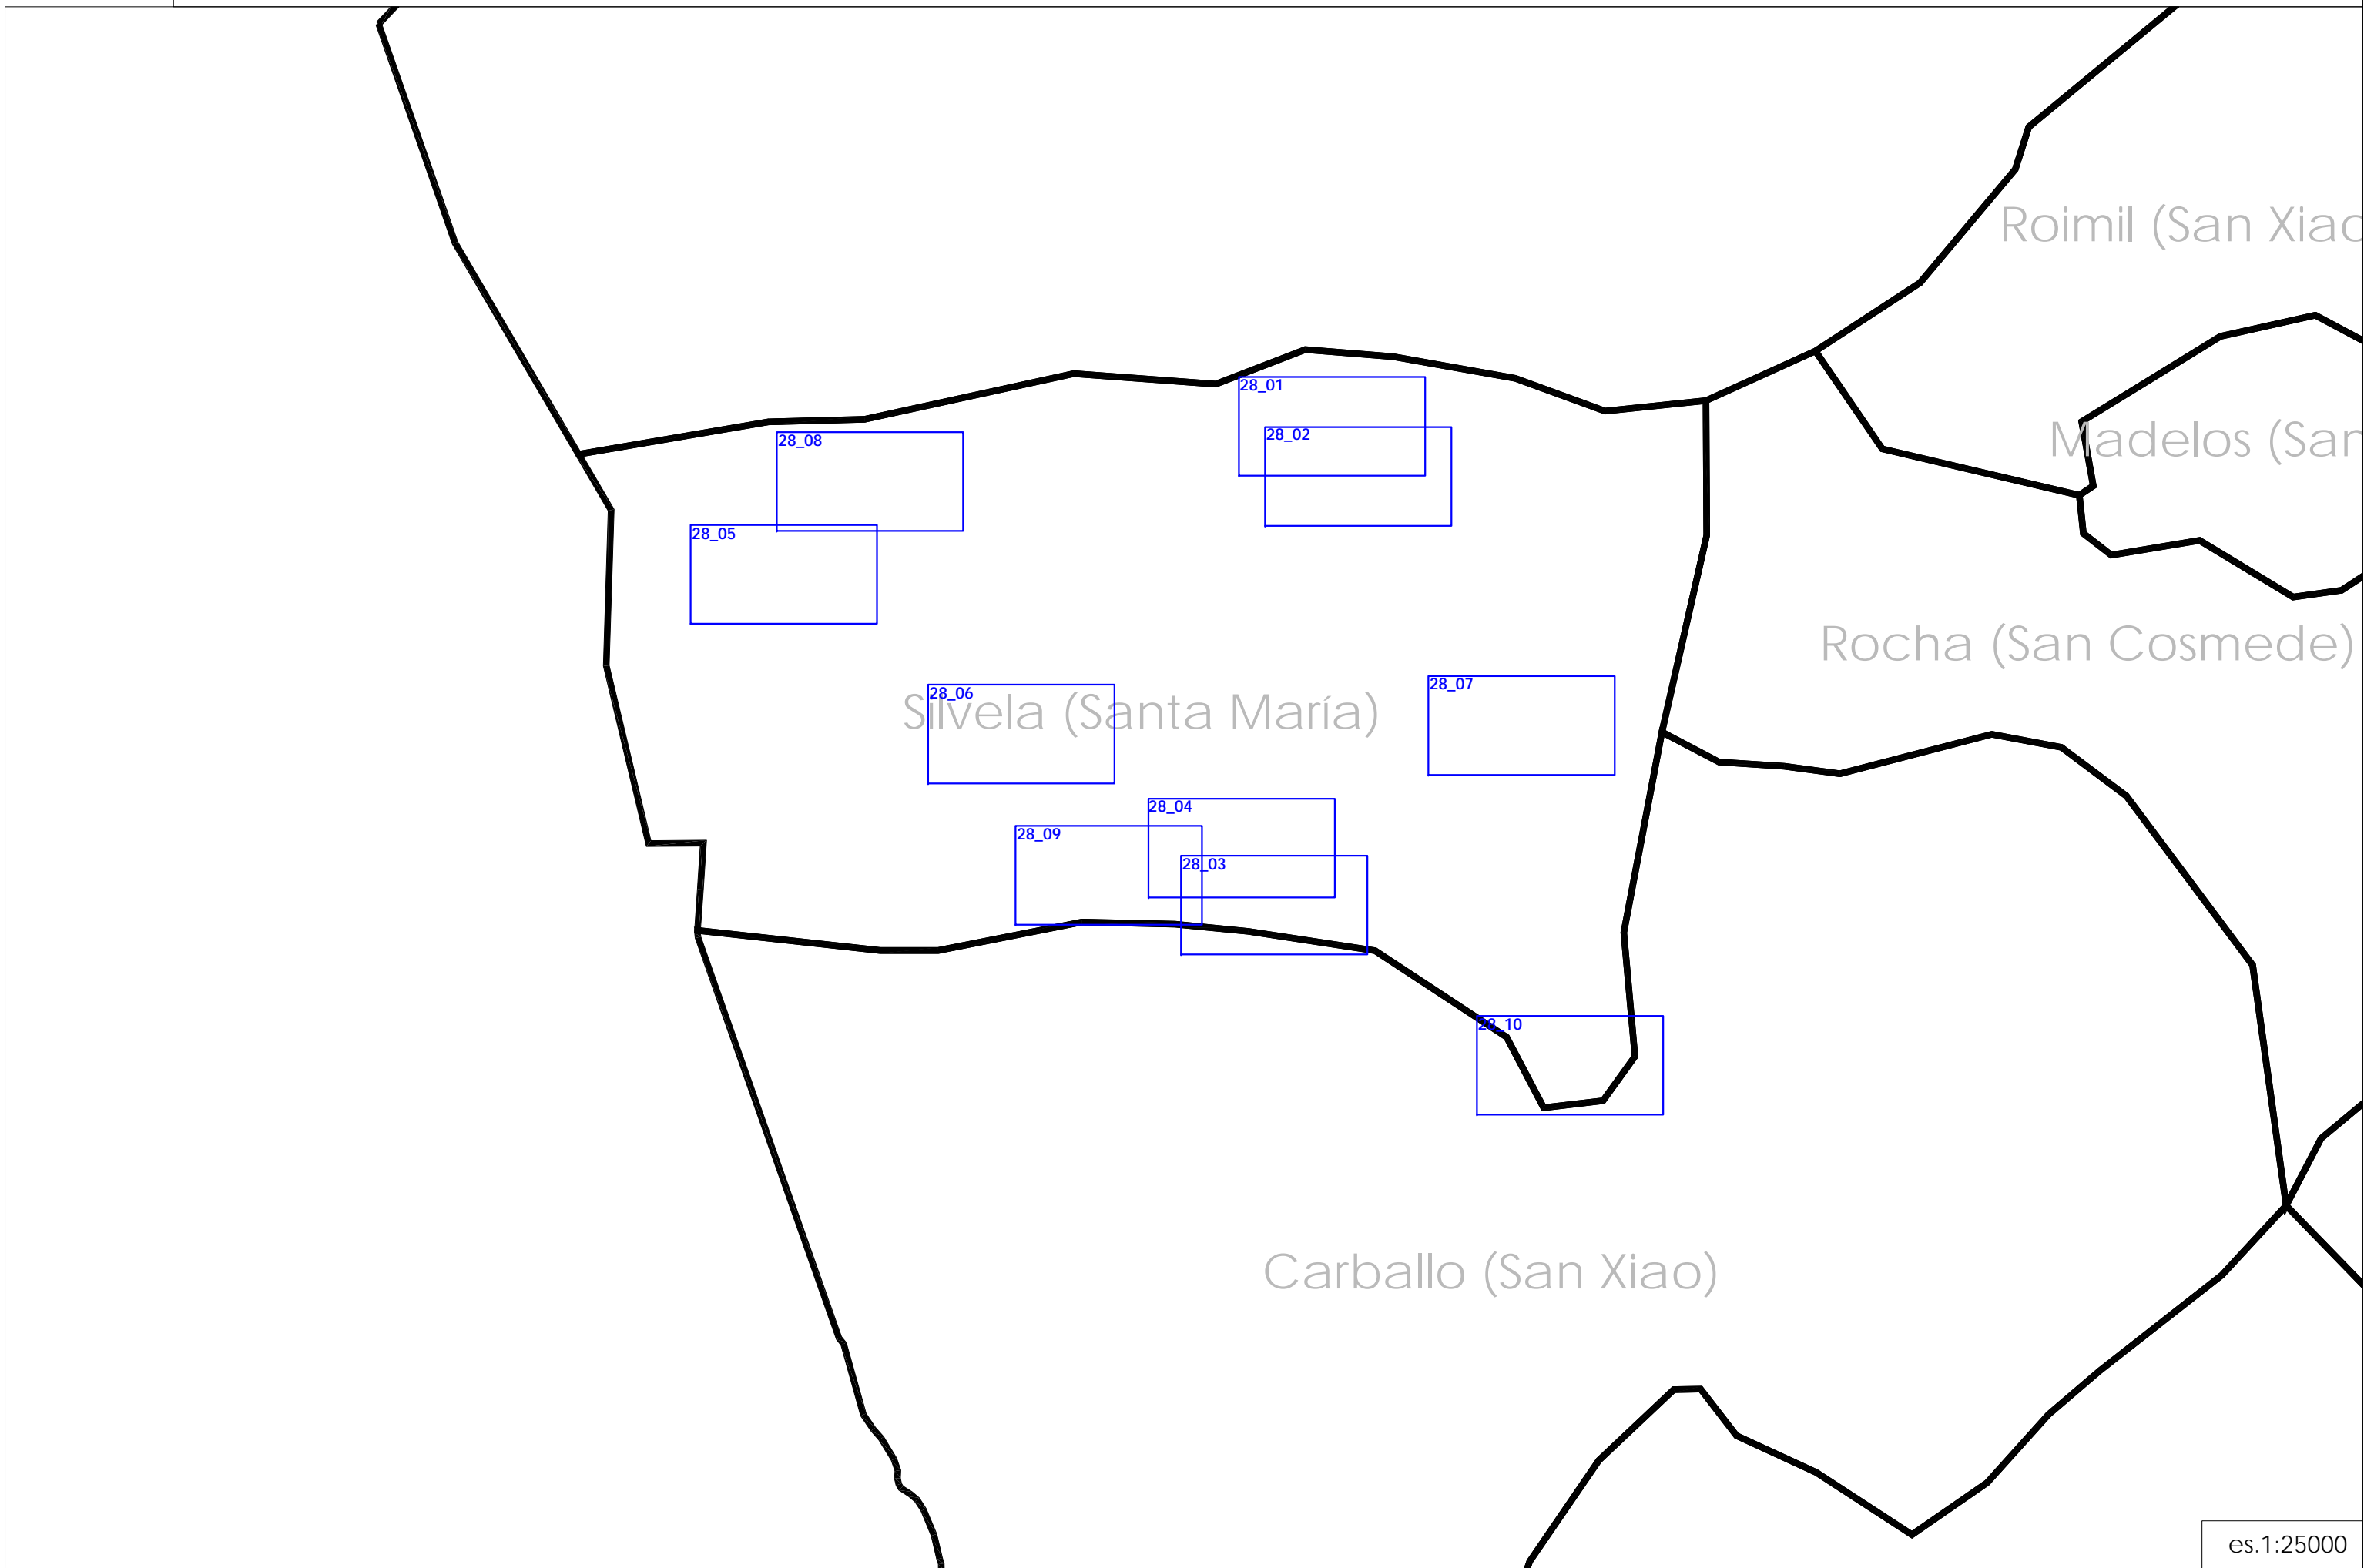 Roimil (San Xiao
28_01
28_02
28_08
Madelos (San
28_05
Rocha (San Cosmede)
28_06
28_07
Silvela (Santa María)
28_04
28_09
28_03
28_10
Carballo (San Xiao)
es.1:25000